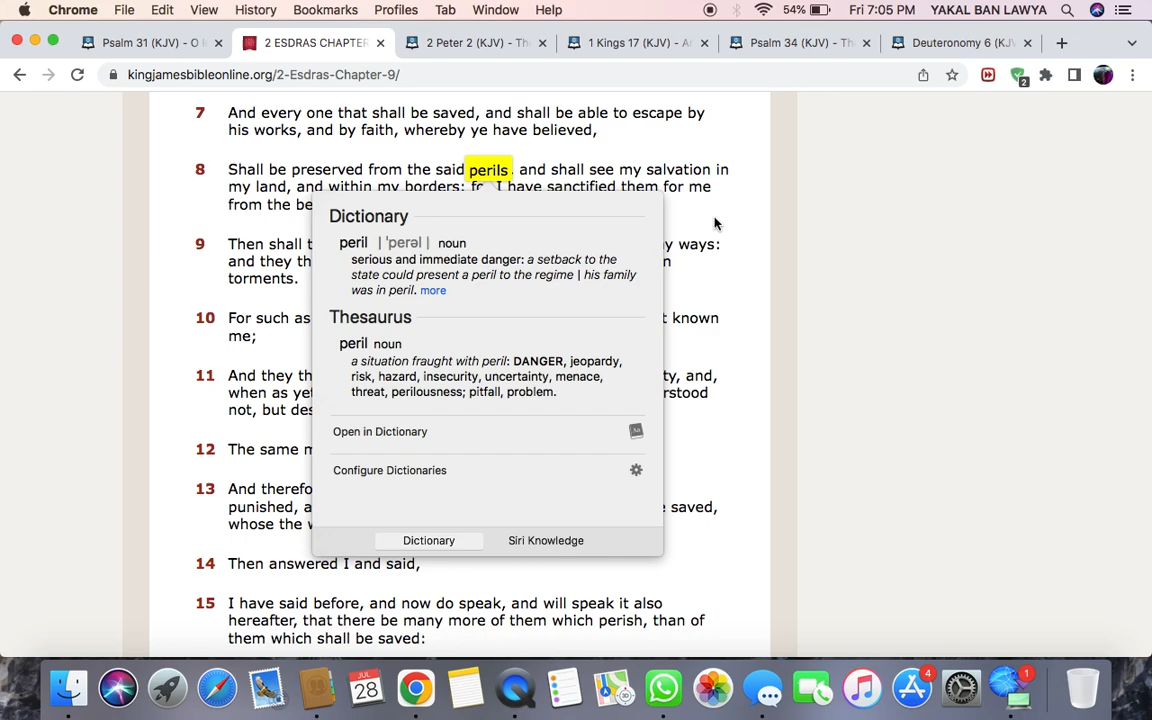 Chrome File Edit View History Bookmarks Profiles Tab Window Help 54% Fri 7:05 PM YAKAL BAN LAWYA
Psalm 31 (KJV) - O l 2 ESDRAS CHAPTER 2 Peter 2 (KJV) - Th 1 Kings 17 (KJV) - A Psalm 34 (KJV) - Th Deuteronomy 6 (KJV)
kingjamesbibleonline.org/2-Esdras-Chapter-9/ 2
7 And every one that shall be saved, and shall be able to escape by
his works, and by faith, whereby ye have believed,
8 Shall be preserved from the said perils, and shall see my salvation in
my land, and within my borders: for I have sanctified them for me
from the be
9 Then shall t y ways:
and they th n
torments.
10 For such as t known
me;
11 And they th ty, and,
when as yet rstood
not, but des
12 The same m
13 And therefo
punished, a e saved,
whose the w
14 Then answered I and said,
15 I have said before, and now do speak, and will speak it also
hereafter, that there be many more of them which perish, than of
them which shall be saved:
Dictionary
peril | ˈperəl | noun
serious and immediate danger: a setback to the
state could present a peril to the regime | his family
was in peril. more
Thesaurus
peril noun
a situation fraught with peril: DANGER, jeopardy,
risk, hazard, insecurity, uncertainty, menace,
threat, perilousness; pitfall, problem.
Open in Dictionary Aa
Configure Dictionaries
Dictionary Siri Knowledge
JUL
28
4
1